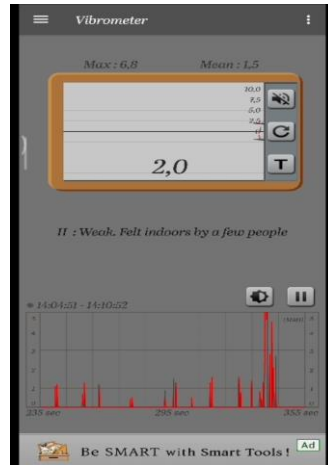 Vibrometer
Max : 6,8 Mean : 1,5
10,0
7,5
5,0
2,5
T
2,0
II : Weak. Felt indoors by a few people
14:04:51 - 14:10:52
(MMI)
235 sec 295 sec 355 sec
Be SMART with Smart Tools !
Ad